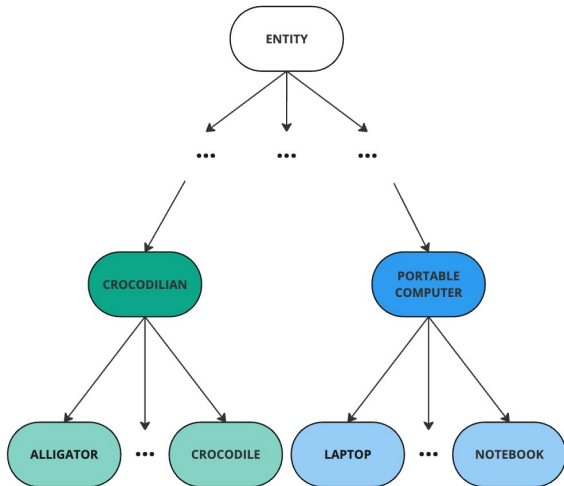 ENTITY
... ... ...
CROCODILIAN
PORTABLE
COMPUTER
ALLIGATOR ... CROCODILE LAPTOP ... NOTEBOOK